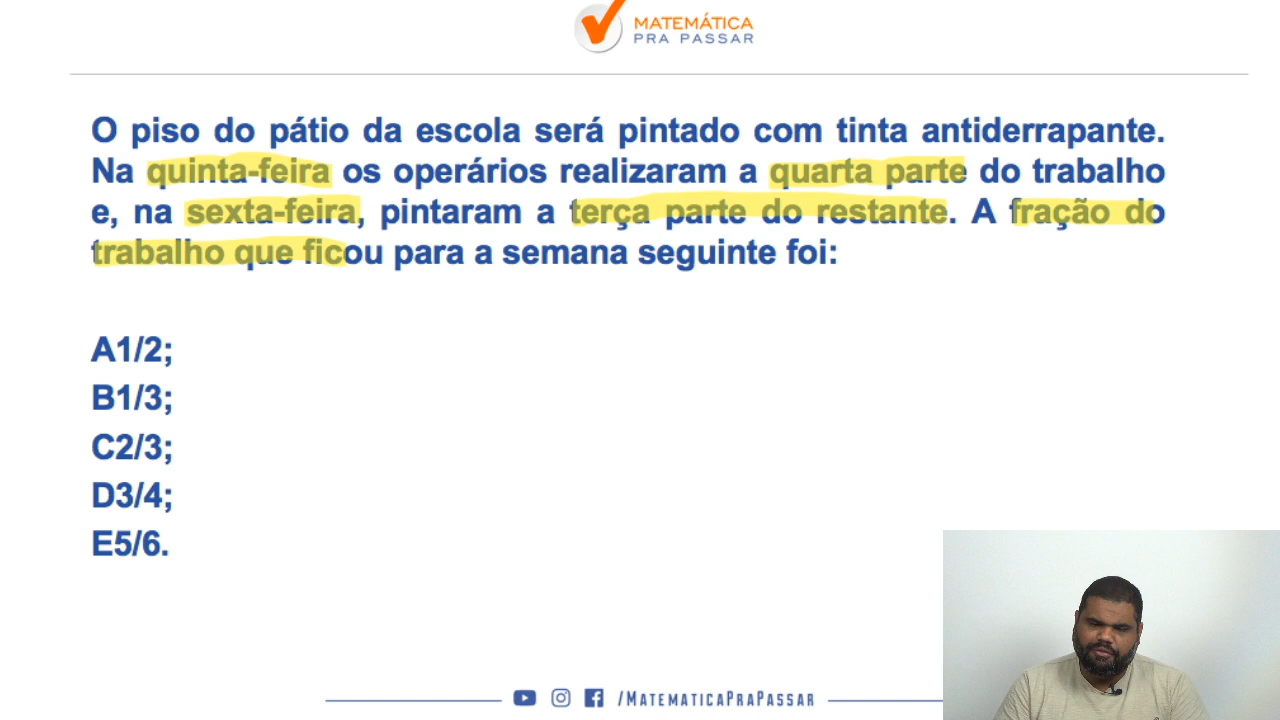 MATEMÁTICA
PRA PASSAR
O piso do pátio da escola será pintado com tinta antiderrapante.
Na quinta-feira os operários realizaram a quarta parte do trabalho
e, na sexta-feira, pintaram a terça parte do restante. A fração do
trabalho que ficou para a semana seguinte foi:
A1/2;
B1/3;
C2/3;
D3/4;
E5/6.
/MATEMATICAPRAPASSAR